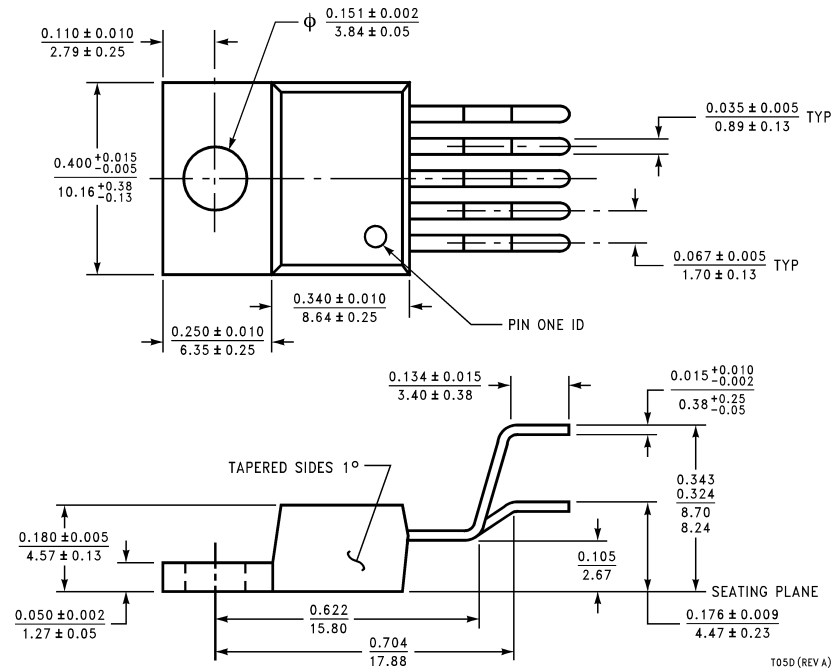 ϕ 0.151 ± 0.002
3.84 ± 0.05
0.110 ± 0.010
2.79 ± 0.25
0.035 ± 0.005 TYP
0.89 ± 0.13
0.400 +0.015 -0.005
10.16 +0.38 -0.13
0.067 ± 0.005 TYP
1.70 ± 0.13
0.340 ± 0.010
8.64 ± 0.25
PIN ONE ID
0.250 ± 0.010
6.35 ± 0.25
0.134 ± 0.015
3.40 ± 0.38
0.015 +0.010 -0.002
0.38 +0.25 -0.05
TAPERED SIDES 1°
0.343
0.324
8.70
8.24
0.180 ± 0.005
4.57 ± 0.13
0.105
2.67
SEATING PLANE
0.050 ± 0.002
1.27 ± 0.05
0.622
15.80
0.176 ± 0.009
4.47 ± 0.23
0.704
17.88
T05D (REV A)